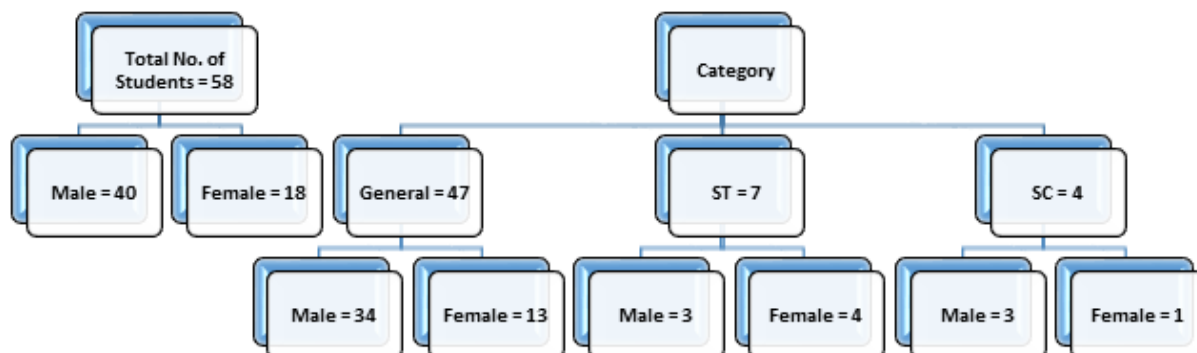 Total No. of
Students = 58
Category
Male = 40
Female = 18
General = 47
ST = 7
SC = 4
Male = 34
Female = 13
Male = 3
Female = 4
Male = 3
Female = 1